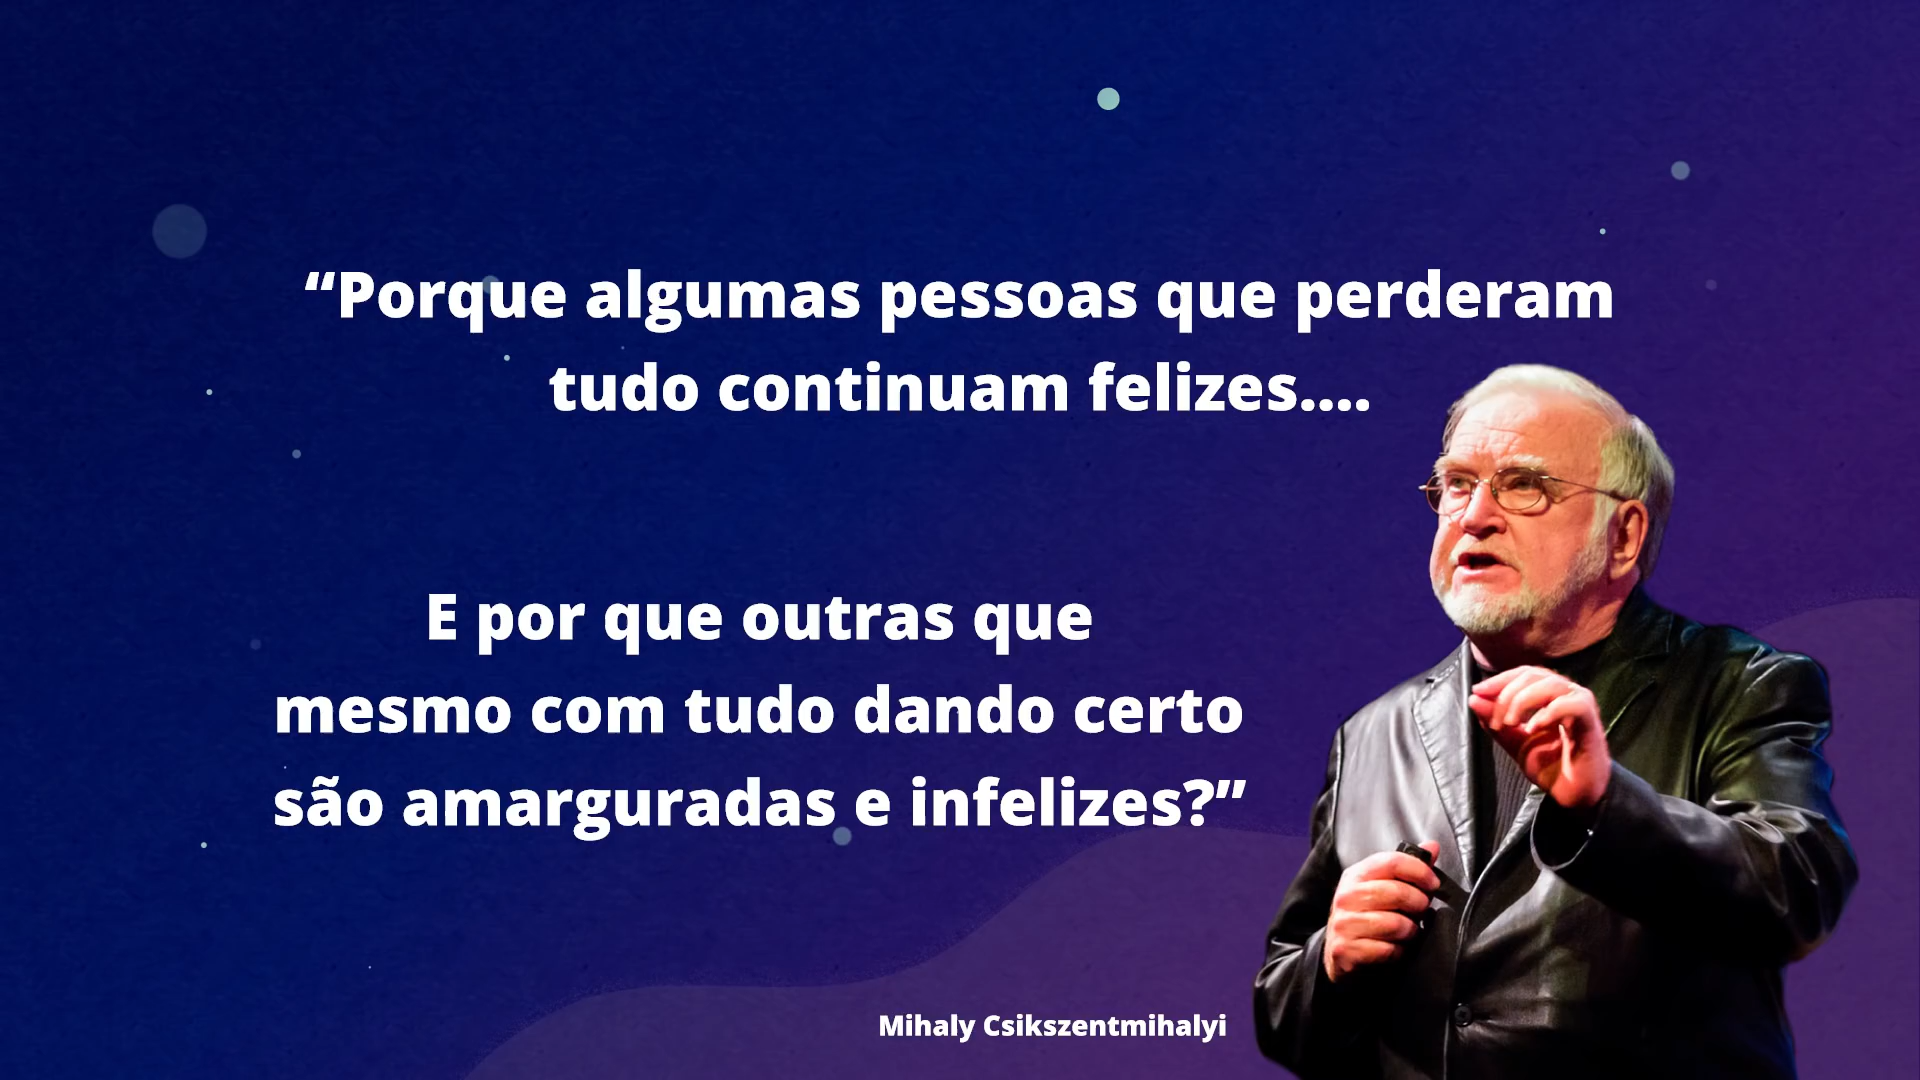 “Porque algumas pessoas que perderam
tudo continuam felizes....
E por que outras que
mesmo com tudo dando certo
são amarguradas e infelizes?”
Mihaly Csikszentmihalyi